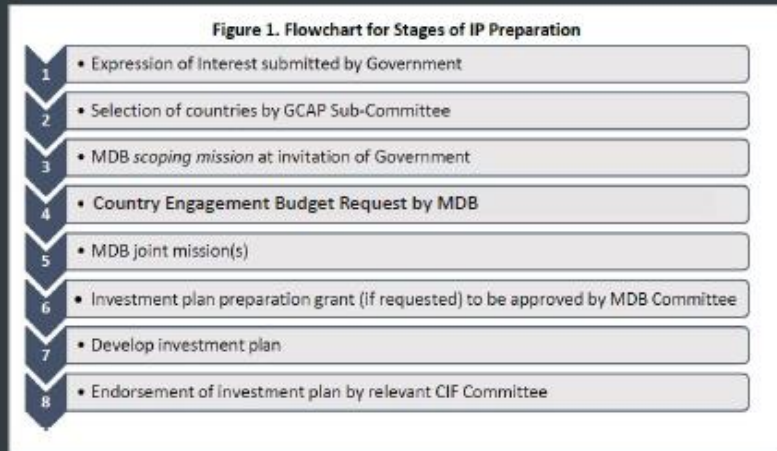 Figure 1. Flowchart for Stages of IP Preparation
1 • Expression of Interest submitted by Government
2 • Selection of countries by GCAP Sub-Committee
3 • MDB scoping mission at invitation of Government
4 • Country Engagement Budget Request by MDB
5 • MDB joint mission(s)
6 • Investment plan preparation grant (if requested) to be approved by MDB Committee
7 • Develop investment plan
8 • Endorsement of investment plan by relevant CIF Committee